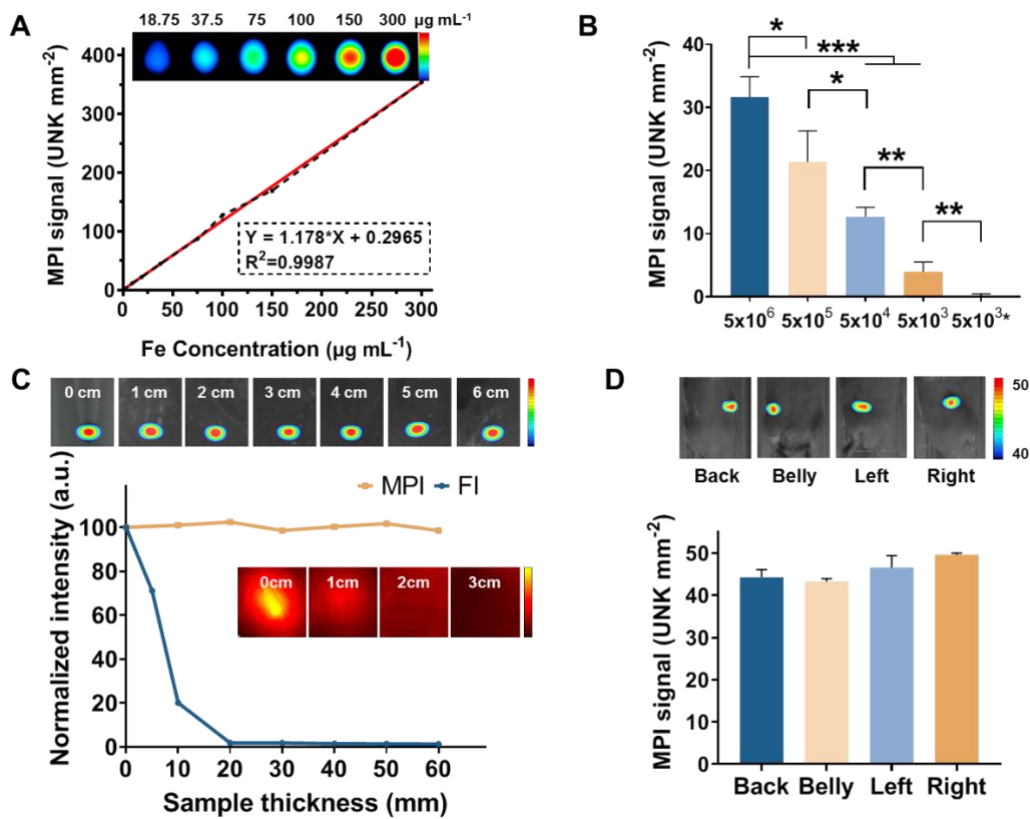 A
18.75 37.5 75 100 150 300 µg mL⁻¹
MPI signal (UNK mm⁻²)
400
300
200
100
0
Y = 1.178*X + 0.2965
R²=0.9987
0 50 100 150 200 250 300
Fe Concentration (µg mL⁻¹)
B
MPI signal (UNK mm⁻²)
40
30
20
10
0
*
***
*
**
**
5x10⁶ 5x10⁵ 5x10⁴ 5x10³ 5x10³*
C
0 cm 1 cm 2 cm 3 cm 4 cm 5 cm 6 cm
Normalized intensity (a.u.)
MPI FI
100
80
60
40
20
0
0cm 1cm 2cm 3cm
0 10 20 30 40 50 60
Sample thickness (mm)
D
50
40
Back Belly Left Right
MPI signal (UNK mm⁻²)
50
40
30
20
10
0
Back Belly Left Right